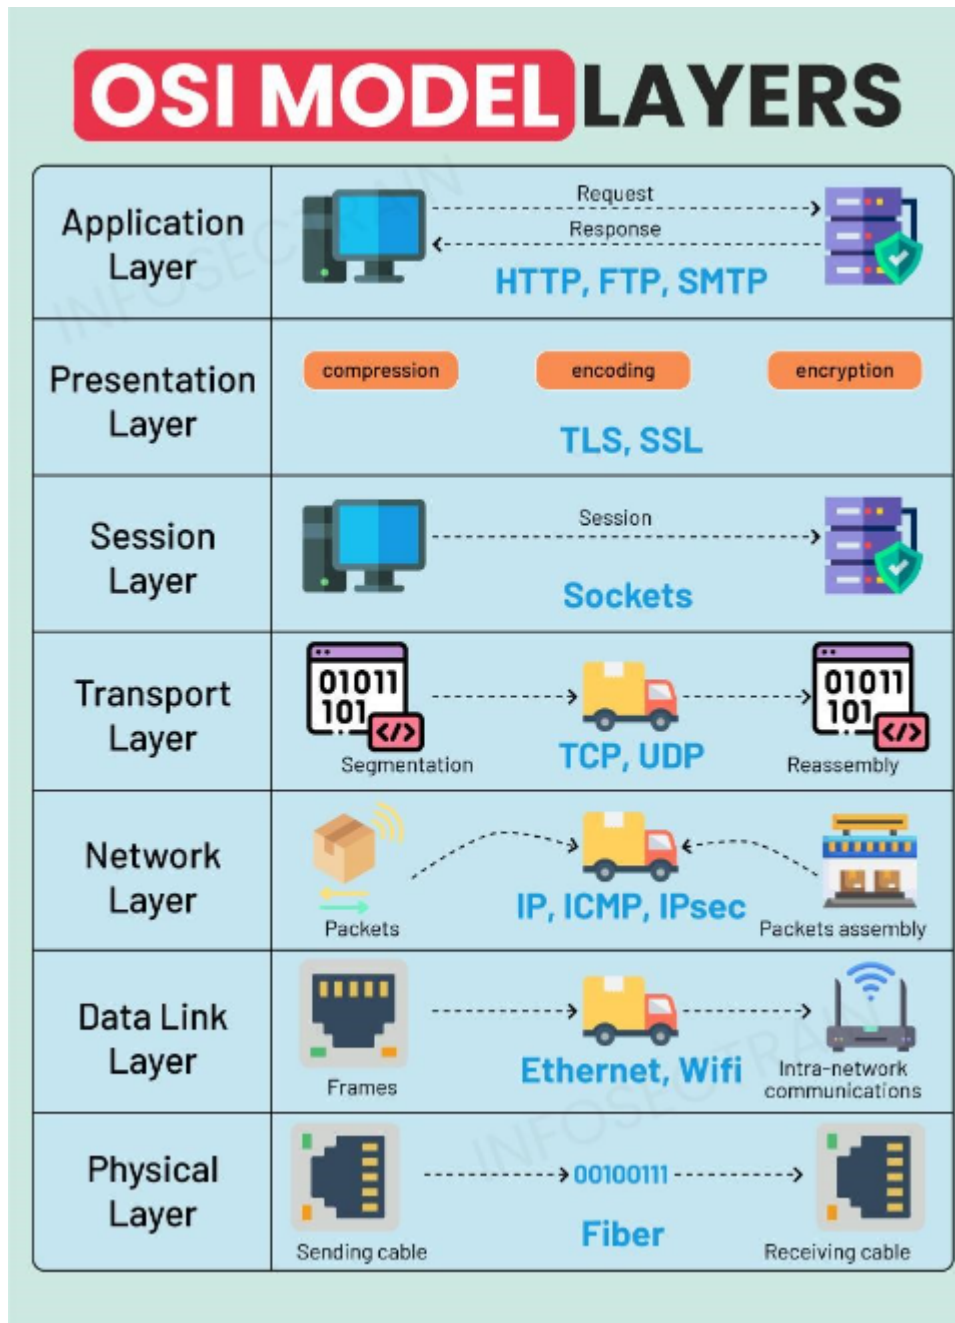 OSI MODEL LAYERS
INFOSECTRAIN
Application
Layer
Request
Response
HTTP, FTP, SMTP
Presentation
Layer
compression
encoding
encryption
TLS, SSL
Session
Layer
Session
Sockets
Transport
Layer
01011
101
</>
Segmentation
TCP, UDP
01011
101
</>
Reassembly
Network
Layer
Packets
IP, ICMP, IPsec
Packets assembly
Data Link
Layer
Frames
Ethernet, Wifi
Intra-network
communications
INFOSECTRAIN
Physical
Layer
Sending cable
00100111
Fiber
Receiving cable